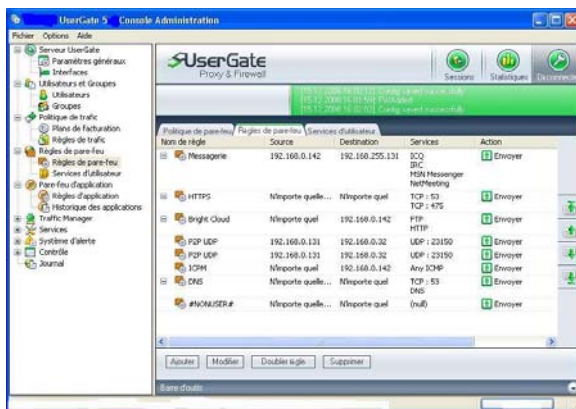 UserGate 5 Console Administration
Fichier Options Aide
Serveur UserGate
Paramètres généraux
Interfaces
Utilisateurs et Groupes
Utilisateurs
Groupes
Politique de trafic
Plans de facturation
Règles de trafic
Règles de pare-feu
Règles de pare-feu
Services d'utilisateur
Pare-feu d'application
Règles d'application
Historique des applications
Traffic Manager
Services
Système d'alerte
Contrôle
Journal
UserGate
Proxy & Firewall
Sessions
Statistiques
Config saved successfully
Politique de pare-feu Règles de pare-feu Services d'utilisateur
Nom de règle Source Destination Services Action
Messagerie 192.168.0.142 192.168.255.131 ICQ Envoyer
IRC
MSN Messenger
NetMeeting
HTTPS N'importe quelle... N'importe quel TCP : 53 Envoyer
TCP : 475
Bright Cloud N'importe quel 192.168.0.142 FTP Envoyer
HTTP
P2P UDP 192.168.0.131 192.168.0.32 UDP : 23150 Envoyer
P2P UDP 192.168.0.131 192.168.0.32 UDP : 23150 Envoyer
ICPM N'importe quel 192.168.0.142 Any ICMP Envoyer
DNS N'importe quelle... N'importe quel TCP : 53 Envoyer
DNS
#NONUSER# N'importe quelle... N'importe quel (null) Envoyer
Ajouter Modifier Doubler règle Supprimer
Barre d'outils